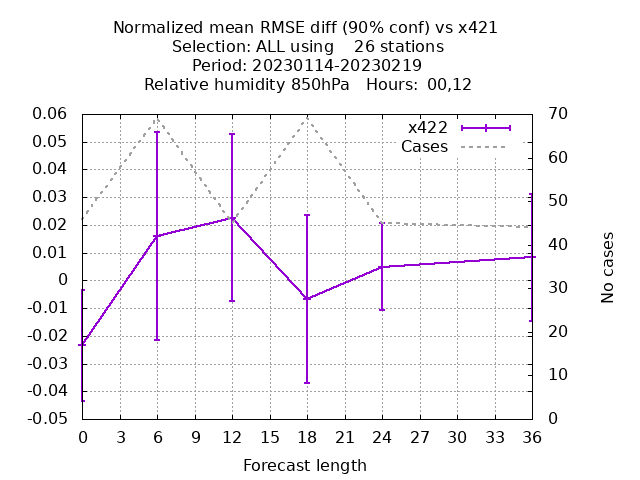 Normalized mean RMSE diff (90% conf) vs x421
Selection: ALL using    26 stations
Period: 20230114-20230219
Relative humidity 850hPa   Hours: 00,12
x422
Cases
0.06
0.05
0.04
0.03
0.02
0.01
0
-0.01
-0.02
-0.03
-0.04
-0.05
70
60
50
40
30
20
10
0
No cases
0 3 6 9 12 15 18 21 24 27 30 33 36
Forecast length